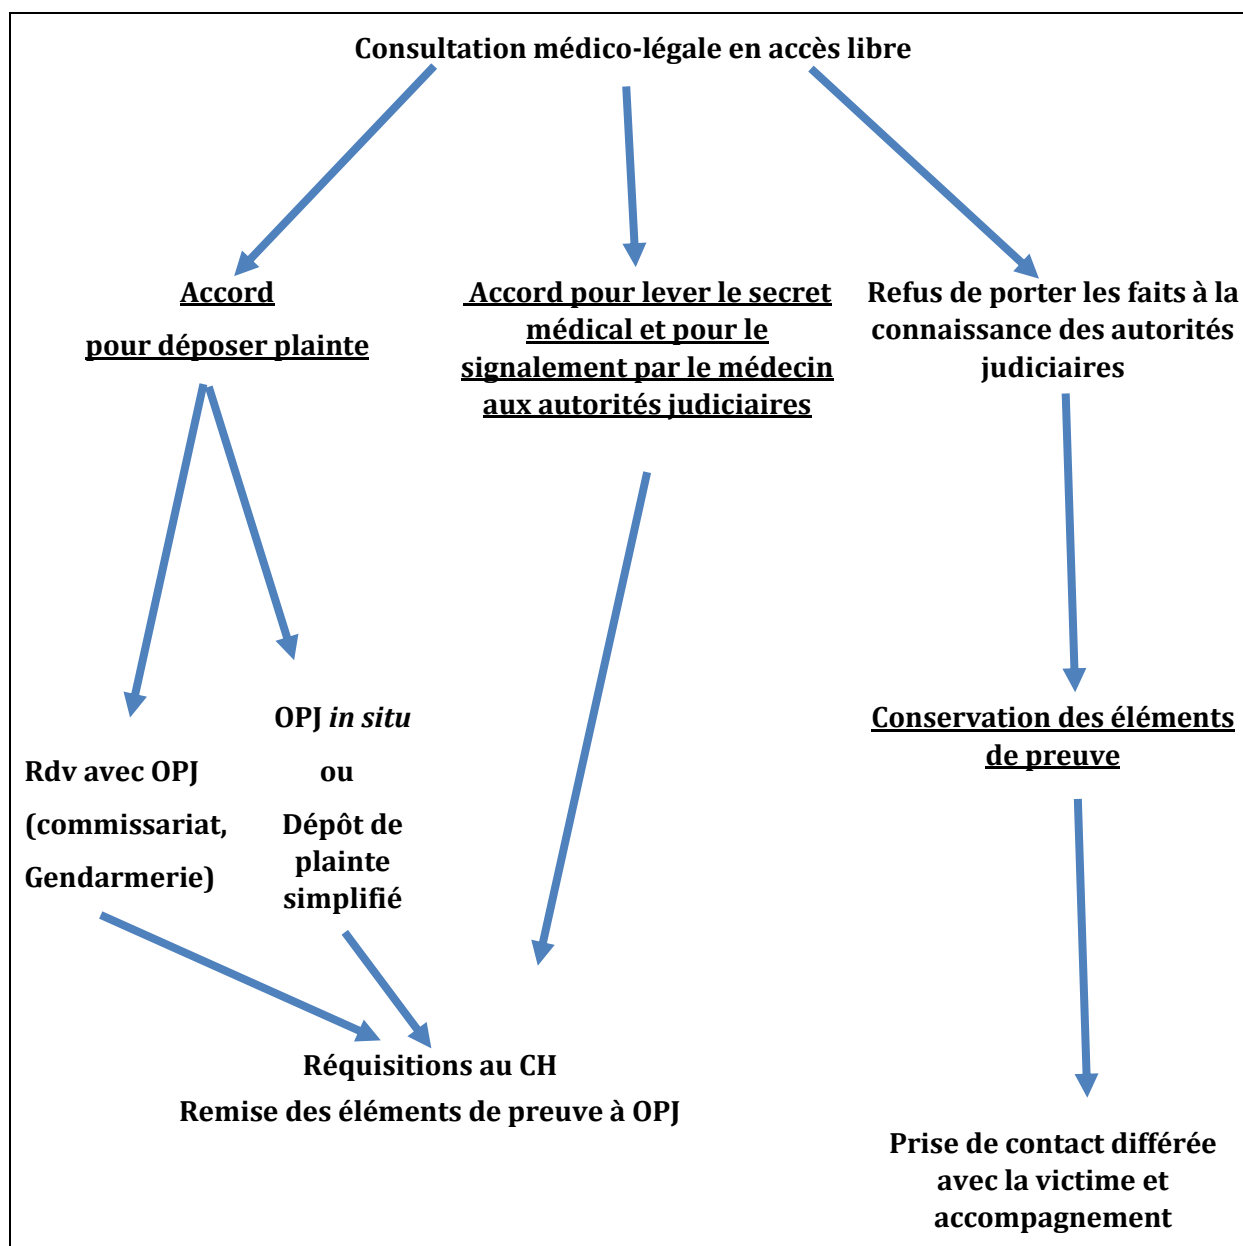 Consultation médico-légale en accès libre
Accord
pour déposer plainte
Accord pour lever le secret
médical et pour le
signalement par le médecin
aux autorités judiciaires
Refus de porter les faits à la
connaissance des autorités
judiciaires
Rdv avec OPJ
(commissariat,
Gendarmerie)
OPJ in situ
ou
Dépôt de
plainte
simplifié
Conservation des éléments
de preuve
Réquisitions au CH
Remise des éléments de preuve à OPJ
Prise de contact différée
avec la victime et
accompagnement